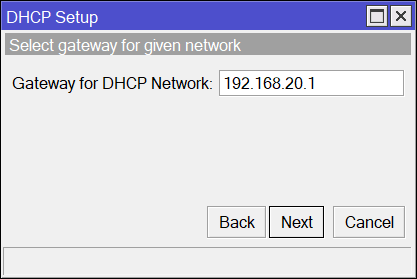 DHCP Setup
Select gateway for given network
Gateway for DHCP Network: 192.168.20.1
Back Next Cancel